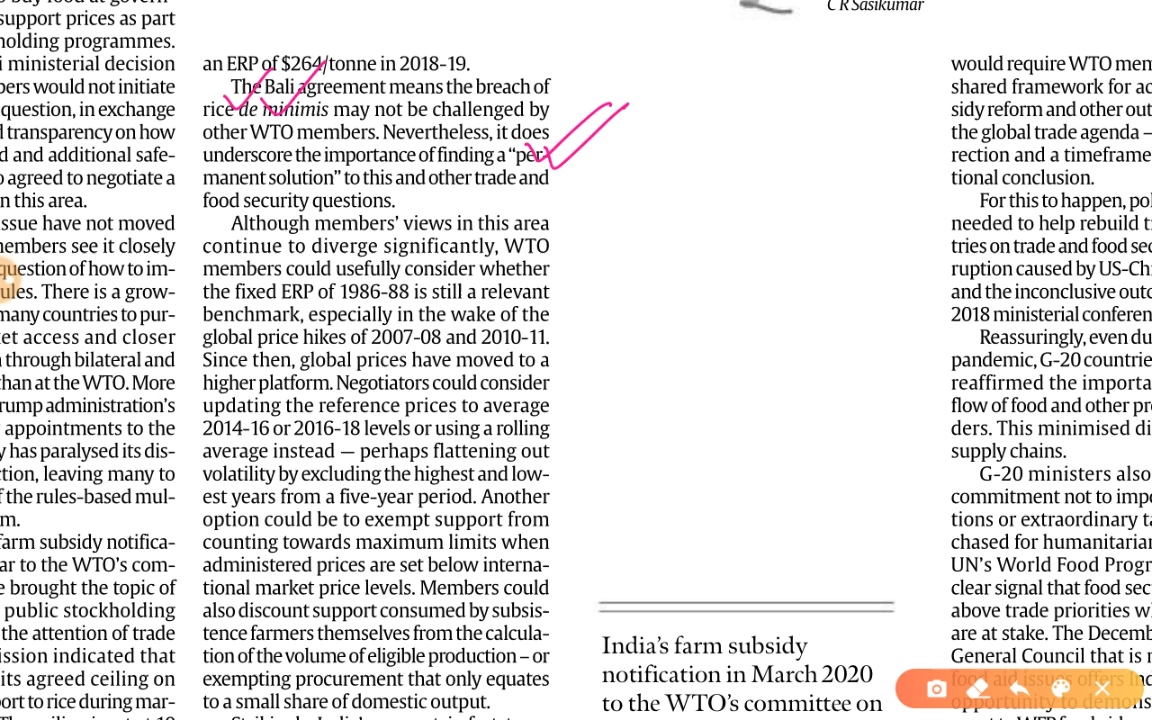 o buy food at govern-
support prices as part
holding programmes.
i ministerial decision
bers would not initiate
question, in exchange
d transparency on how
d and additional safe-
o agreed to negotiate a
n this area.
issue have not moved
members see it closely
question of how to im-
ules. There is a grow-
many countries to pur-
et access and closer
through bilateral and
than at the WTO. More
rump administration's
appointments to the
y has paralysed its dis-
ction, leaving many to
f the rules-based mul-
m.
farm subsidy notifica-
ar to the WTO's com-
e brought the topic of
public stockholding
the attention of trade
ission indicated that
its agreed ceiling on
ort to rice during mar-
an ERP of $264/tonne in 2018-19.
The Bali agreement means the breach of
rice de minimis may not be challenged by
other WTO members. Nevertheless, it does
underscore the importance of finding a “per-
manent solution” to this and other trade and
food security questions.
Although members’ views in this area
continue to diverge significantly, WTO
members could usefully consider whether
the fixed ERP of 1986-88 is still a relevant
benchmark, especially in the wake of the
global price hikes of 2007-08 and 2010-11.
Since then, global prices have moved to a
higher platform. Negotiators could consider
updating the reference prices to average
2014-16 or 2016-18 levels or using a rolling
average instead — perhaps flattening out
volatility by excluding the highest and low-
est years from a five-year period. Another
option could be to exempt support from
counting towards maximum limits when
administered prices are set below interna-
tional market price levels. Members could
also discount support consumed by subsis-
tence farmers themselves from the calcula-
tion of the volume of eligible production – or
exempting procurement that only equates
to a small share of domestic output.
C R Sasikumar
India’s farm subsidy
notification in March 2020
to the WTO’s committee on
would require WTO mem
shared framework for ac
sidy reform and other out
the global trade agenda —
rection and a timeframe
tional conclusion.
For this to happen, pol
needed to help rebuild t
tries on trade and food sec
ruption caused by US-Chi
and the inconclusive outc
2018 ministerial conferen
Reassuringly, even du
pandemic, G-20 countrie
reaffirmed the importa
flow of food and other pr
ders. This minimised di
supply chains.
G-20 ministers also
commitment not to impo
tions or extraordinary ta
chased for humanitarian
UN’s World Food Progr
clear signal that food sec
above trade priorities w
are at stake. The Decemb
General Council that is n
food aid issues offers Ind
opportunity to demons